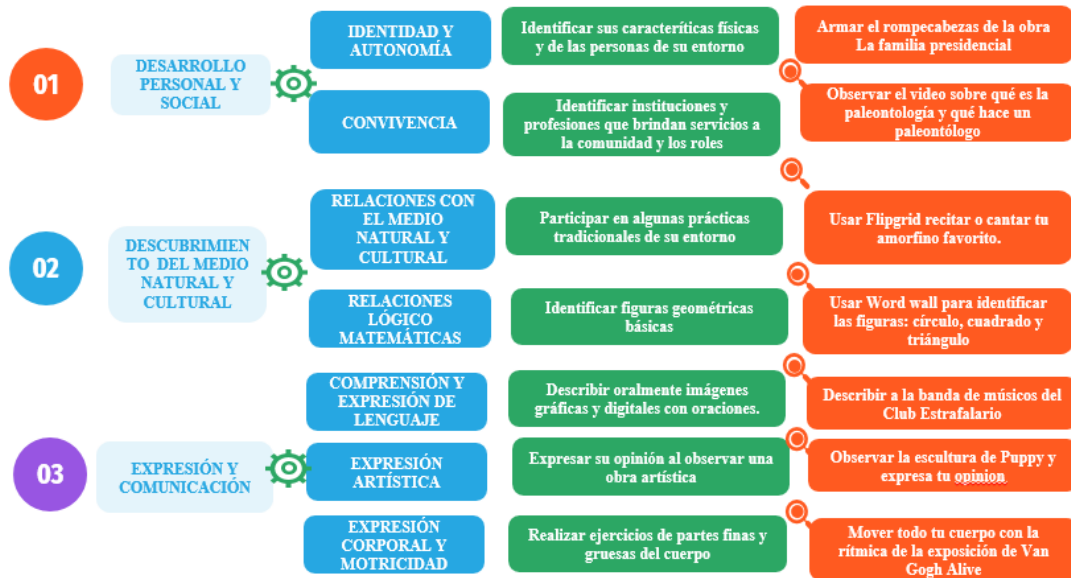 01
DESARROLLO
PERSONAL Y
SOCIAL
IDENTIDAD Y
AUTONOMÍA
Identificar sus caracteríticas físicas
y de las personas de su entorno
Armar el rompecabezas de la obra
La familia presidencial
CONVIVENCIA
Identificar instituciones y
profesiones que brindan servicios a
la comunidad y los roles
Observar el video sobre qué es la
paleontología y qué hace un
paleontólogo
02
DESCUBRIMIEN
TO DEL MEDIO
NATURAL Y
CULTURAL
RELACIONES CON
EL MEDIO
NATURAL Y
CULTURAL
Participar en algunas prácticas
tradicionales de su entorno
Usar Flipgrid recitar o cantar tu
amorfino favorito.
RELACIONES
LÓGICO
MATEMÁTICAS
Identificar figuras geométricas
básicas
Usar Word wall para identificar
las figuras: círculo, cuadrado y
triángulo
03
EXPRESIÓN Y
COMUNICACIÓN
COMPRENSIÓN Y
EXPRESIÓN DE
LENGUAJE
Describir oralmente imágenes
gráficas y digitales con oraciones.
Describir a la banda de músicos del
Club Estrafalario
EXPRESIÓN
ARTÍSTICA
Expresar su opinión al observar una
obra artística
Observar la escultura de Puppy y
expresa tu opinion
EXPRESIÓN
CORPORAL Y
MOTRICIDAD
Realizar ejercicios de partes finas y
gruesas del cuerpo
Mover todo tu cuerpo con la
rítmica de la exposición de Van
Gogh Alive